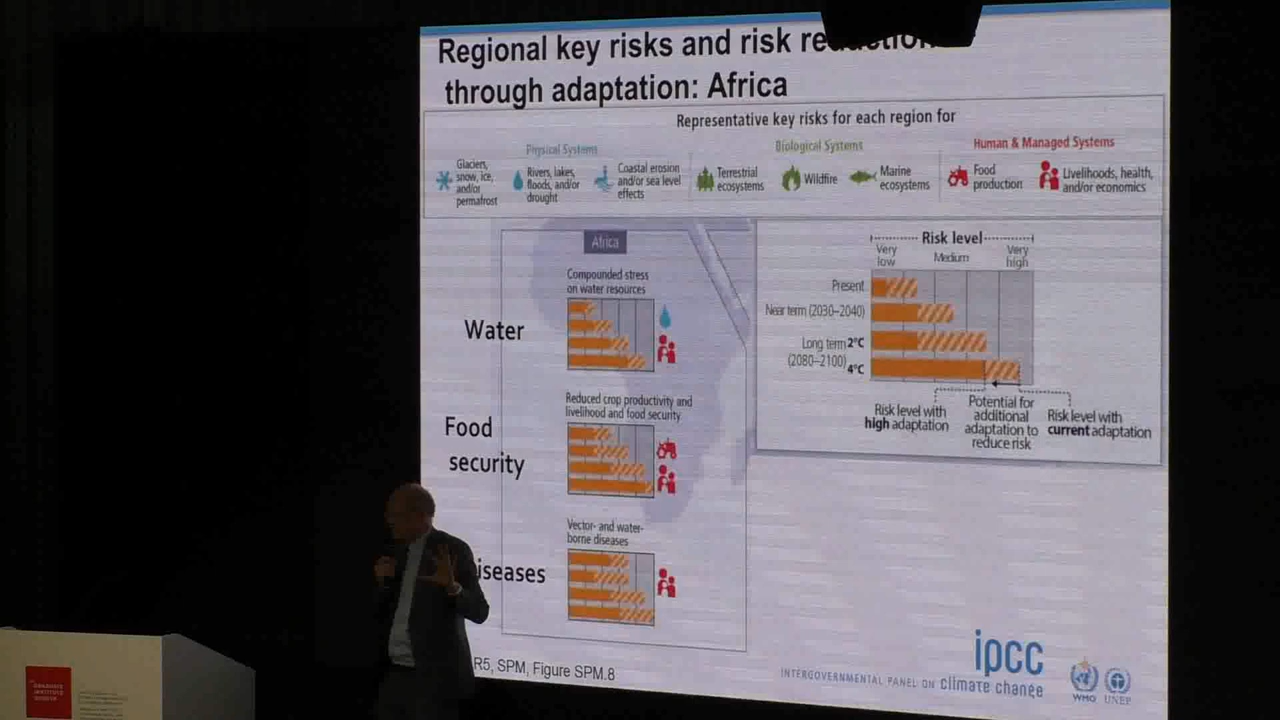 Regional key risks and risk reduction
through adaptation: Africa
Representative key risks for each region for
Physical Systems
Biological Systems
Human & Managed Systems
Glaciers,
snow, ice,
and/or
permafrost
Rivers, lakes,
floods, and/or
drought
Coastal erosion
and/or sea level
effects
Terrestrial
ecosystems
Wildfire
Marine
ecosystems
Food
production
Livelihoods, health,
and/or economics
Africa
Compounded stress
on water resources
Water
Reduced crop productivity and
livelihood and food security
Food
security
Vector- and water-
borne diseases
iseases
Risk level
Very
low
Medium
Very
high
Present
Near term (2030–2040)
Long term 2°C
(2080–2100)
4°C
Risk level with
high adaptation
Potential for
additional
adaptation to
reduce risk
Risk level with
current adaptation
R5, SPM, Figure SPM.8
ipcc
INTERGOVERNMENTAL PANEL ON climate change
WMO
UNEP
GRADUATE
INSTITUTE
GENEVA